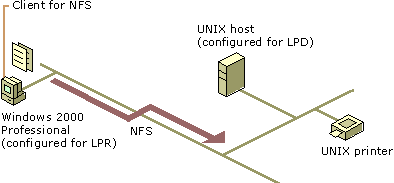 Client for NFS
UNIX host
(configured for LPD)
Windows 2000
Professional
(configured for LPR)
NFS
UNIX printer